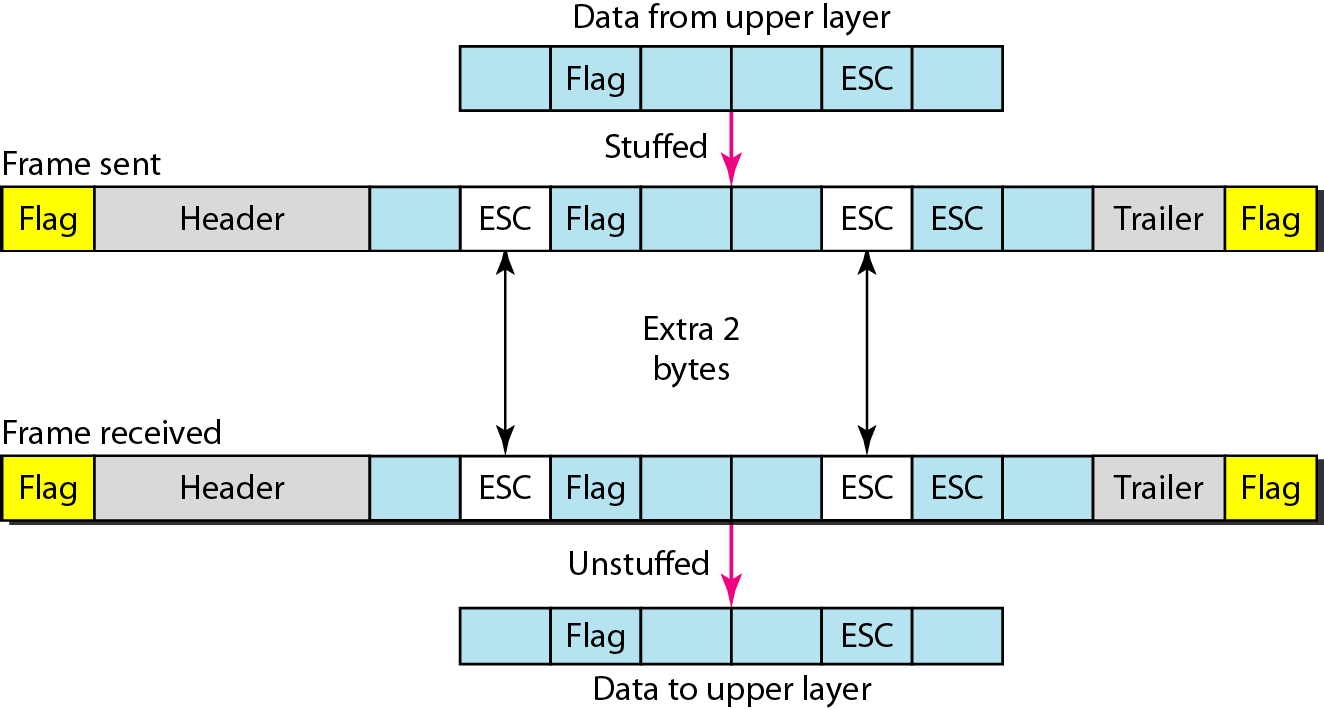 Data from upper layer
Flag ESC
Stuffed
Frame sent
Flag Header ESC Flag ESC ESC Trailer Flag
Extra 2
bytes
Frame received
Flag Header ESC Flag ESC ESC Trailer Flag
Unstuffed
Flag ESC
Data to upper layer